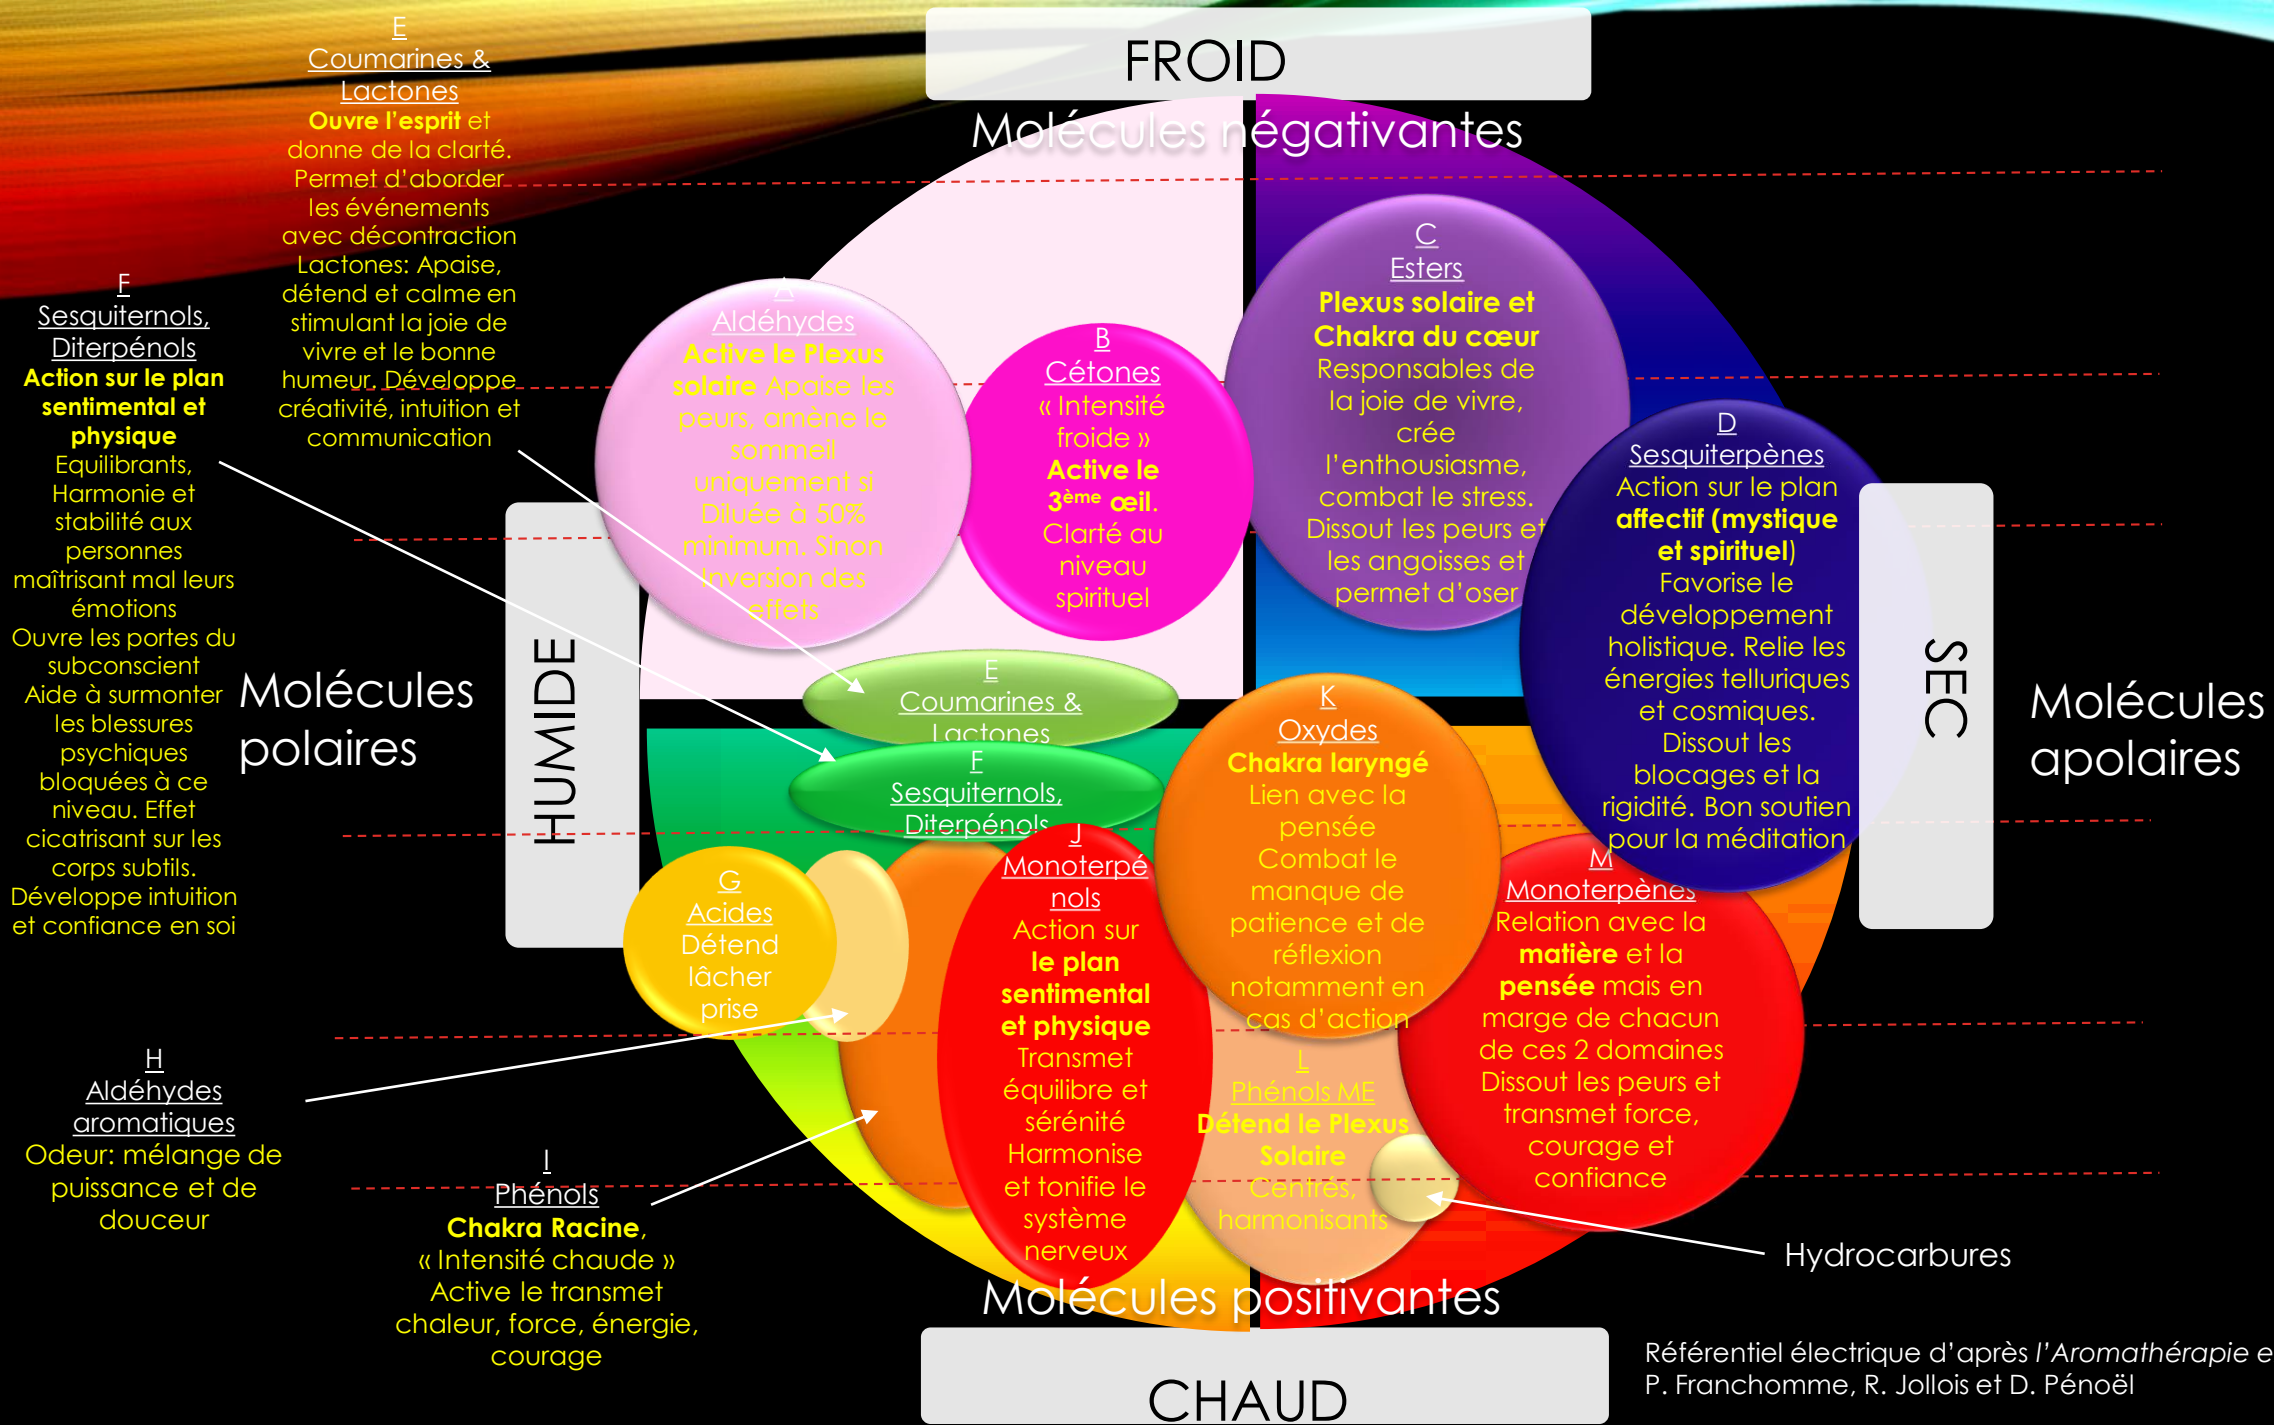 FROID
Molécules négativantes
E
Coumarines &
Lactones
Ouvre l'esprit et
donne de la clarté.
Permet d'aborder
les événements
avec décontraction
Lactones: Apaise,
détend et calme en
stimulant la joie de
vivre et le bonne
humeur. Développe
créativité, intuition et
communication
F
Sesquiternols,
Diterpénols
Action sur le plan
sentimental et
physique
Equilibrants,
Harmonie et
stabilité aux
personnes
maîtrisant mal leurs
émotions
Ouvre les portes du
subconscient
Aide à surmonter
les blessures
psychiques
bloquées à ce
niveau. Effet
cicatrisant sur les
corps subtils.
Développe intuition
et confiance en soi
A
Aldéhydes
Active le Plexus
solaire Apaise les
peurs, amène le
sommeil
uniquement si
Diluée à 50%
minimum. Sinon
Inversion des
effets
B
Cétones
« Intensité
froide »
Active le
3ème œil.
Clarté au
niveau
spirituel
C
Esters
Plexus solaire et
Chakra du cœur
Responsables de
la joie de vivre,
crée
l'enthousiasme,
combat le stress.
Dissout les peurs et
les angoisses et
permet d'oser
D
Sesquiterpènes
Action sur le plan
affectif (mystique
et spirituel)
Favorise le
développement
holistique. Relie les
énergies telluriques
et cosmiques.
Dissout les
blocages et la
rigidité. Bon soutien
pour la méditation
Molécules
polaires
HUMIDE
SEC
Molécules
apolaires
E
Coumarines &
Lactones
F
Sesquiternols,
Diterpénols
G
Acides
Détend
lâcher
prise
J
Monoterpé
nols
Action sur
le plan
sentimental
et physique
Transmet
équilibre et
sérénité
Harmonise
et tonifie le
système
nerveux
K
Oxydes
Chakra laryngé
Lien avec la
pensée
Combat le
manque de
patience et de
réflexion
notamment en
cas d'action
L
Phénols ME
Détend le Plexus
Solaire
Centrés,
harmonisants
M
Monoterpènes
Relation avec la
matière et la
pensée mais en
marge de chacun
de ces 2 domaines
Dissout les peurs et
transmet force,
courage et
confiance
H
Aldéhydes
aromatiques
Odeur: mélange de
puissance et de
douceur
I
Phénols
Chakra Racine,
« Intensité chaude »
Active le transmet
chaleur, force, énergie,
courage
Hydrocarbures
Molécules positivantes
CHAUD
Référentiel électrique d'après l'Aromathérapie e
P. Franchomme, R. Jollois et D. Pénoël